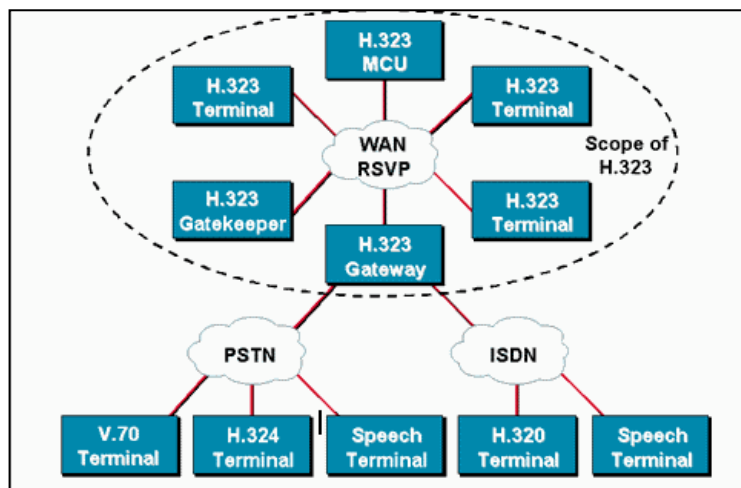 H.323
MCU
H.323
Terminal
H.323
Terminal
WAN
RSVP
Scope of
H.323
H.323
Gatekeeper
H.323
Terminal
H.323
Gateway
PSTN
ISDN
V.70
Terminal
H.324
Terminal
Speech
Terminal
H.320
Terminal
Speech
Terminal